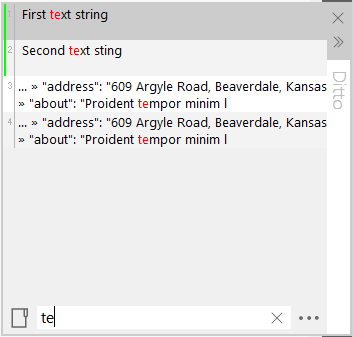 1 First text string
2 Second text sting
3 ... » "address": "609 Argyle Road, Beaverdale, Kansas
» "about": "Proident tempor minim l
4 ... » "address": "609 Argyle Road, Beaverdale, Kansas
» "about": "Proident tempor minim l
Ditto
te